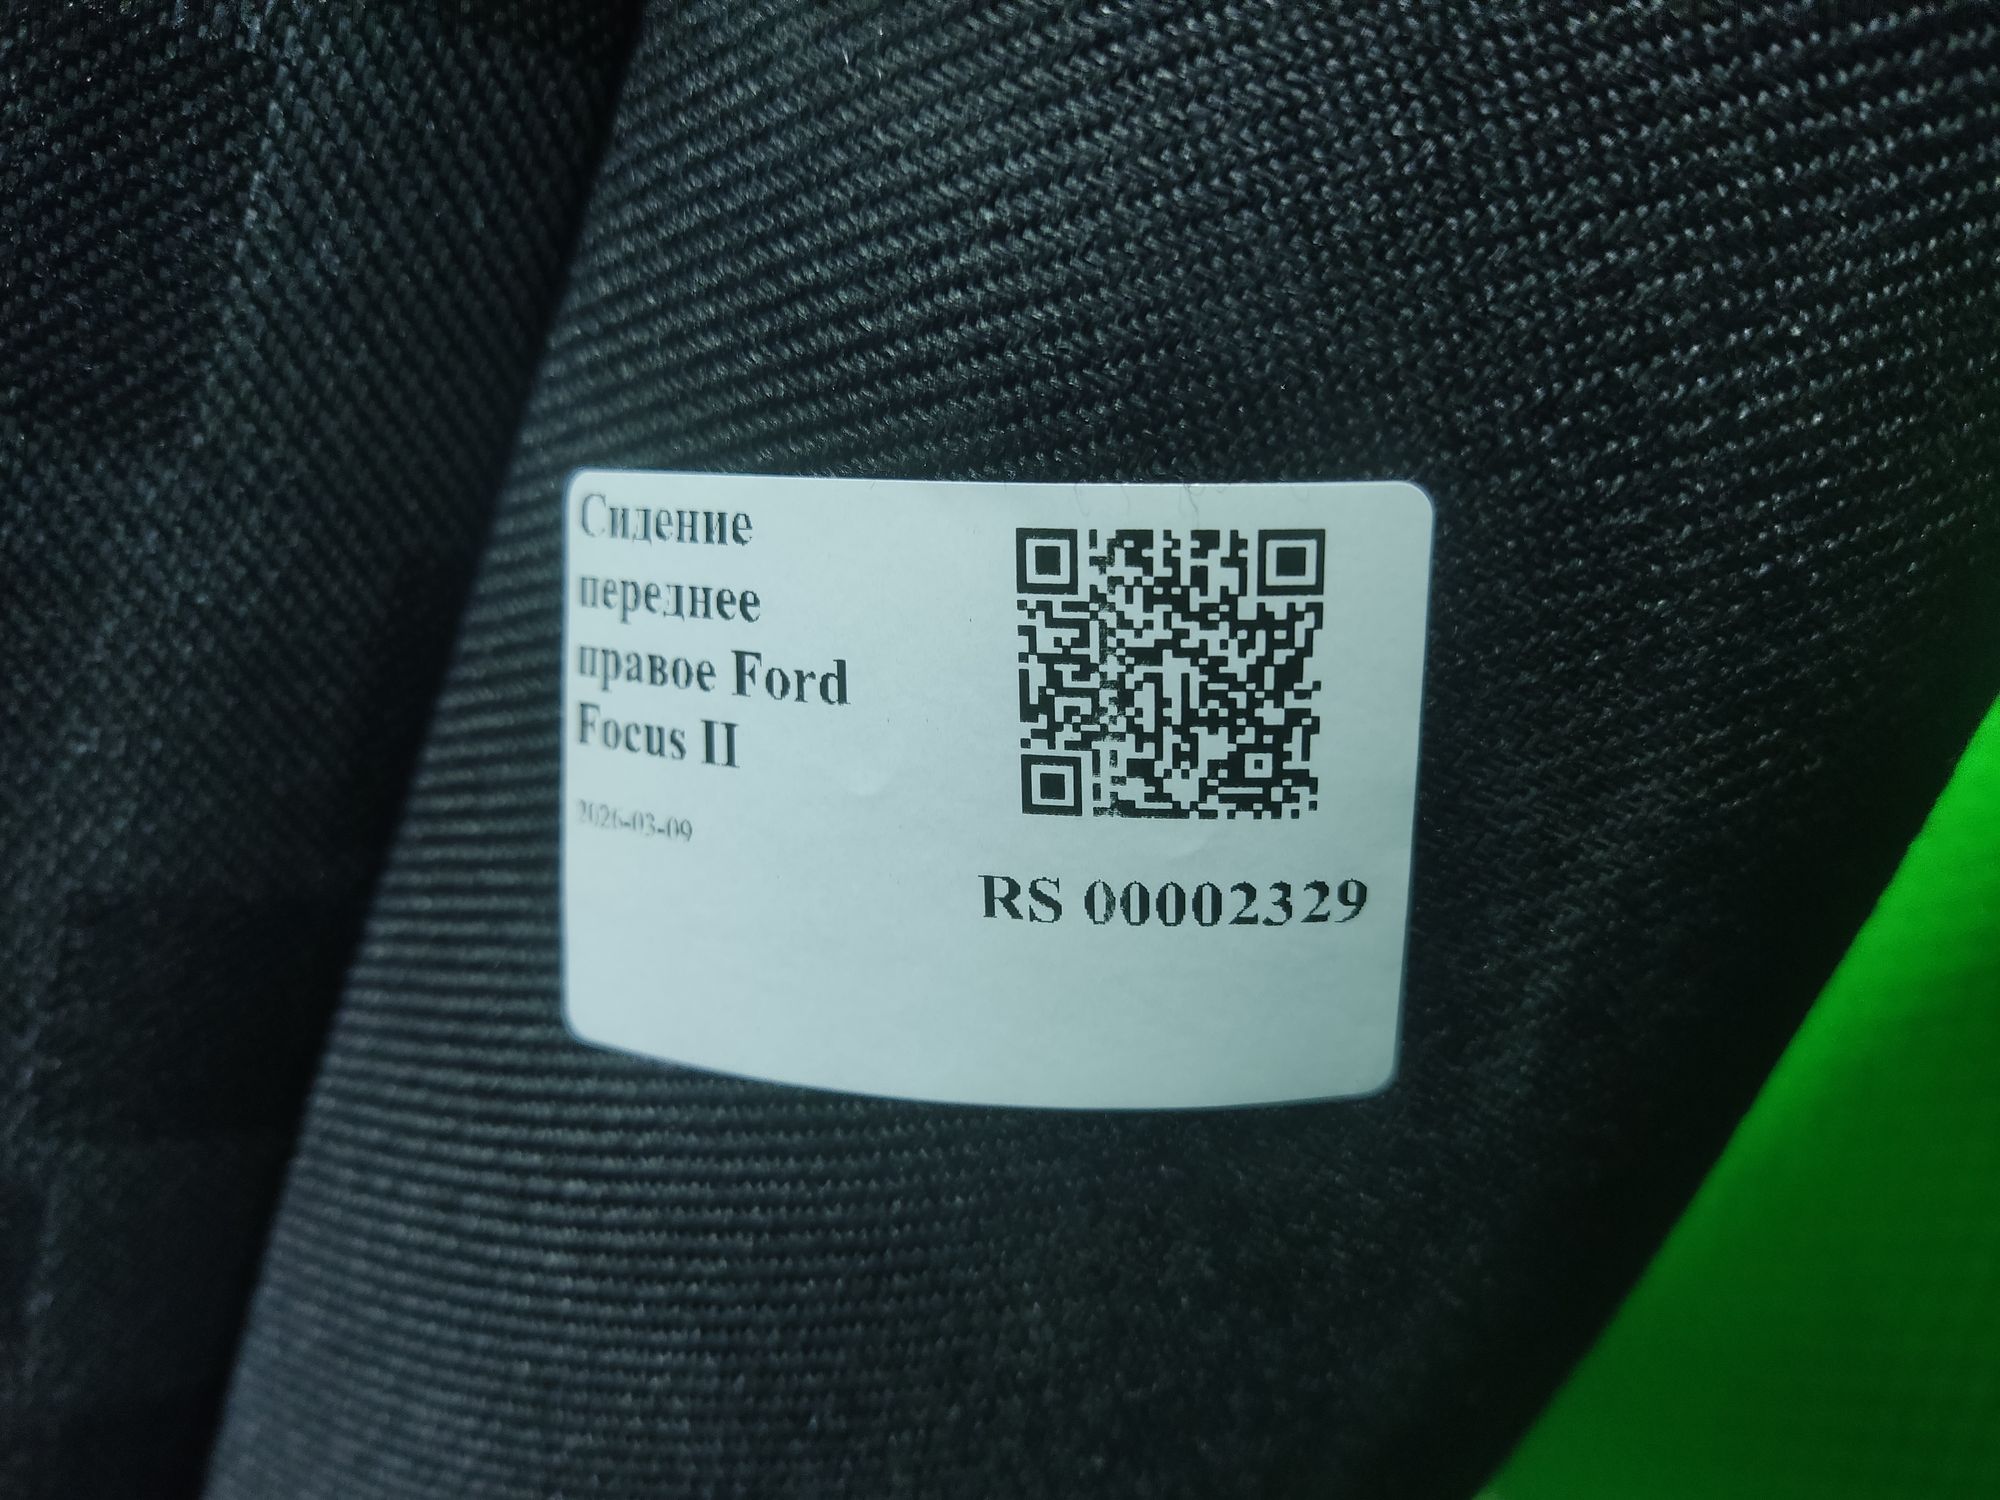 Сидение
переднее
правое Ford
Focus II
2026-03-09
RS 00002329